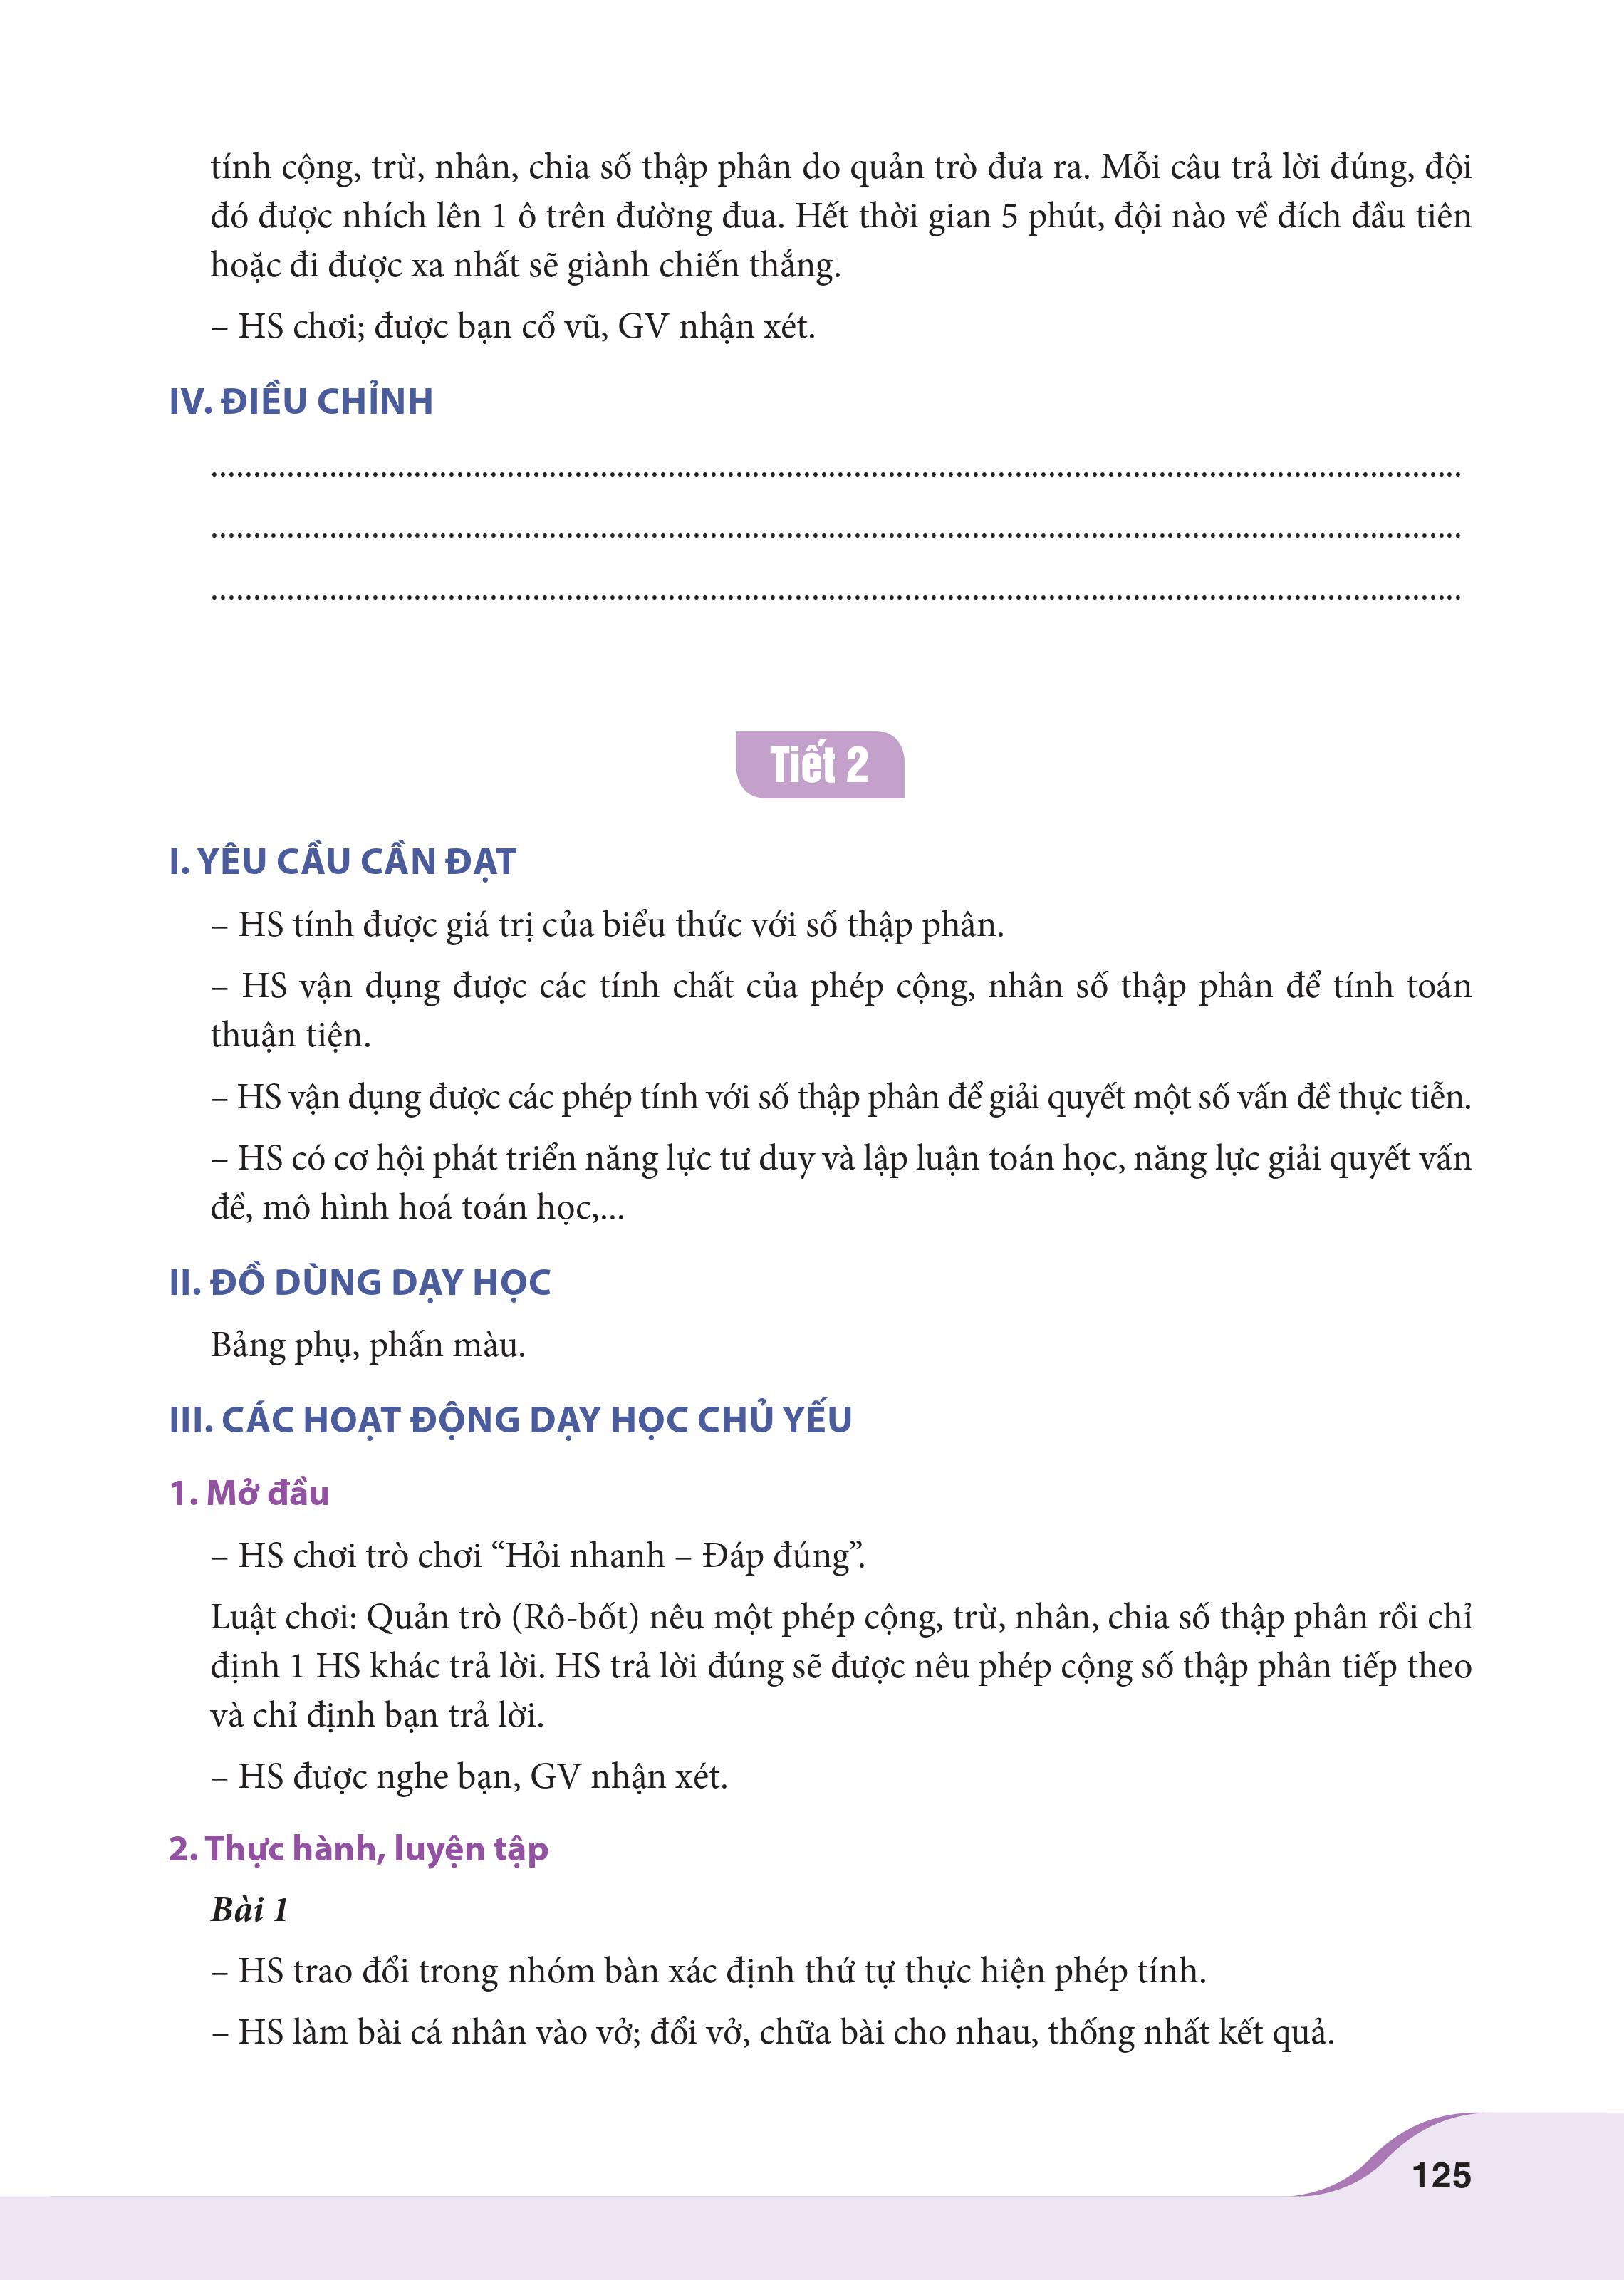 tính cộng, trừ, nhân, chia số thập phân do quản trò đưa ra. Mỗi câu trả lời đúng, đội
đó được nhích lên 1 ô trên đường đua. Hết thời gian 5 phút, đội nào về đích đầu tiên
hoặc đi được xa nhất sẽ giành chiến thắng.
– HS chơi; được bạn cổ vũ, GV nhận xét.
IV. ĐIỀU CHỈNH
....................................................................................................................................................
....................................................................................................................................................
....................................................................................................................................................
Tiết 2
I. YÊU CẦU CẦN ĐẠT
– HS tính được giá trị của biểu thức với số thập phân.
– HS vận dụng được các tính chất của phép cộng, nhân số thập phân để tính toán
thuận tiện.
– HS vận dụng được các phép tính với số thập phân để giải quyết một số vấn đề thực tiễn.
– HS có cơ hội phát triển năng lực tư duy và lập luận toán học, năng lực giải quyết vấn
đề, mô hình hoá toán học,...
II. ĐỒ DÙNG DẠY HỌC
Bảng phụ, phấn màu.
III. CÁC HOẠT ĐỘNG DẠY HỌC CHỦ YẾU
1. Mở đầu
– HS chơi trò chơi “Hỏi nhanh – Đáp đúng”.
Luật chơi: Quản trò (Rô-bốt) nêu một phép cộng, trừ, nhân, chia số thập phân rồi chỉ
định 1 HS khác trả lời. HS trả lời đúng sẽ được nêu phép cộng số thập phân tiếp theo
và chỉ định bạn trả lời.
– HS được nghe bạn, GV nhận xét.
2. Thực hành, luyện tập
Bài 1
– HS trao đổi trong nhóm bàn xác định thứ tự thực hiện phép tính.
– HS làm bài cá nhân vào vở; đổi vở, chữa bài cho nhau, thống nhất kết quả.
125